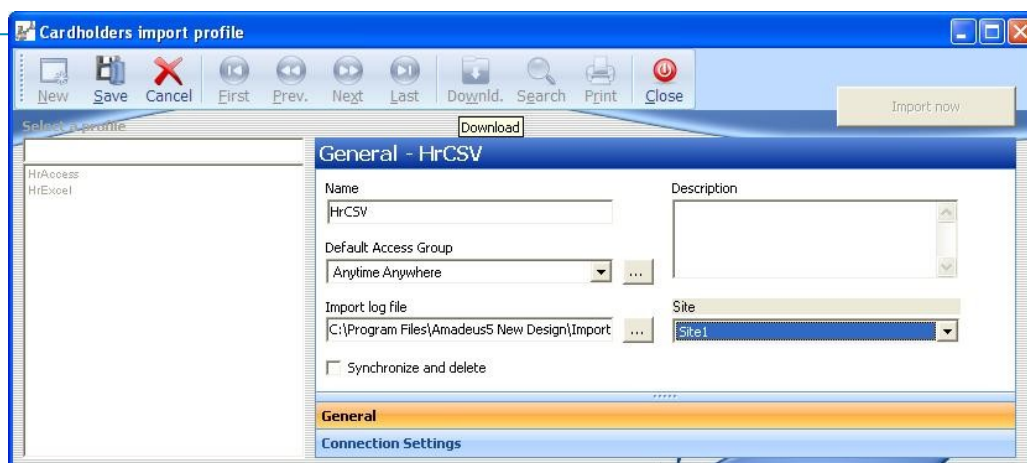 Cardholders import profile
New Save Cancel First Prev. Next Last Downld. Search Print Close
Import now
Select a profile
Download
General - HrCSV
HrAccess
HrExcel
Name
Description
HrCSV
Default Access Group
Anytime Anywhere
...
Import log file
Site
C:\Program Files\Amadeus5 New Design\Import
...
Site1
Synchronize and delete
General
Connection Settings